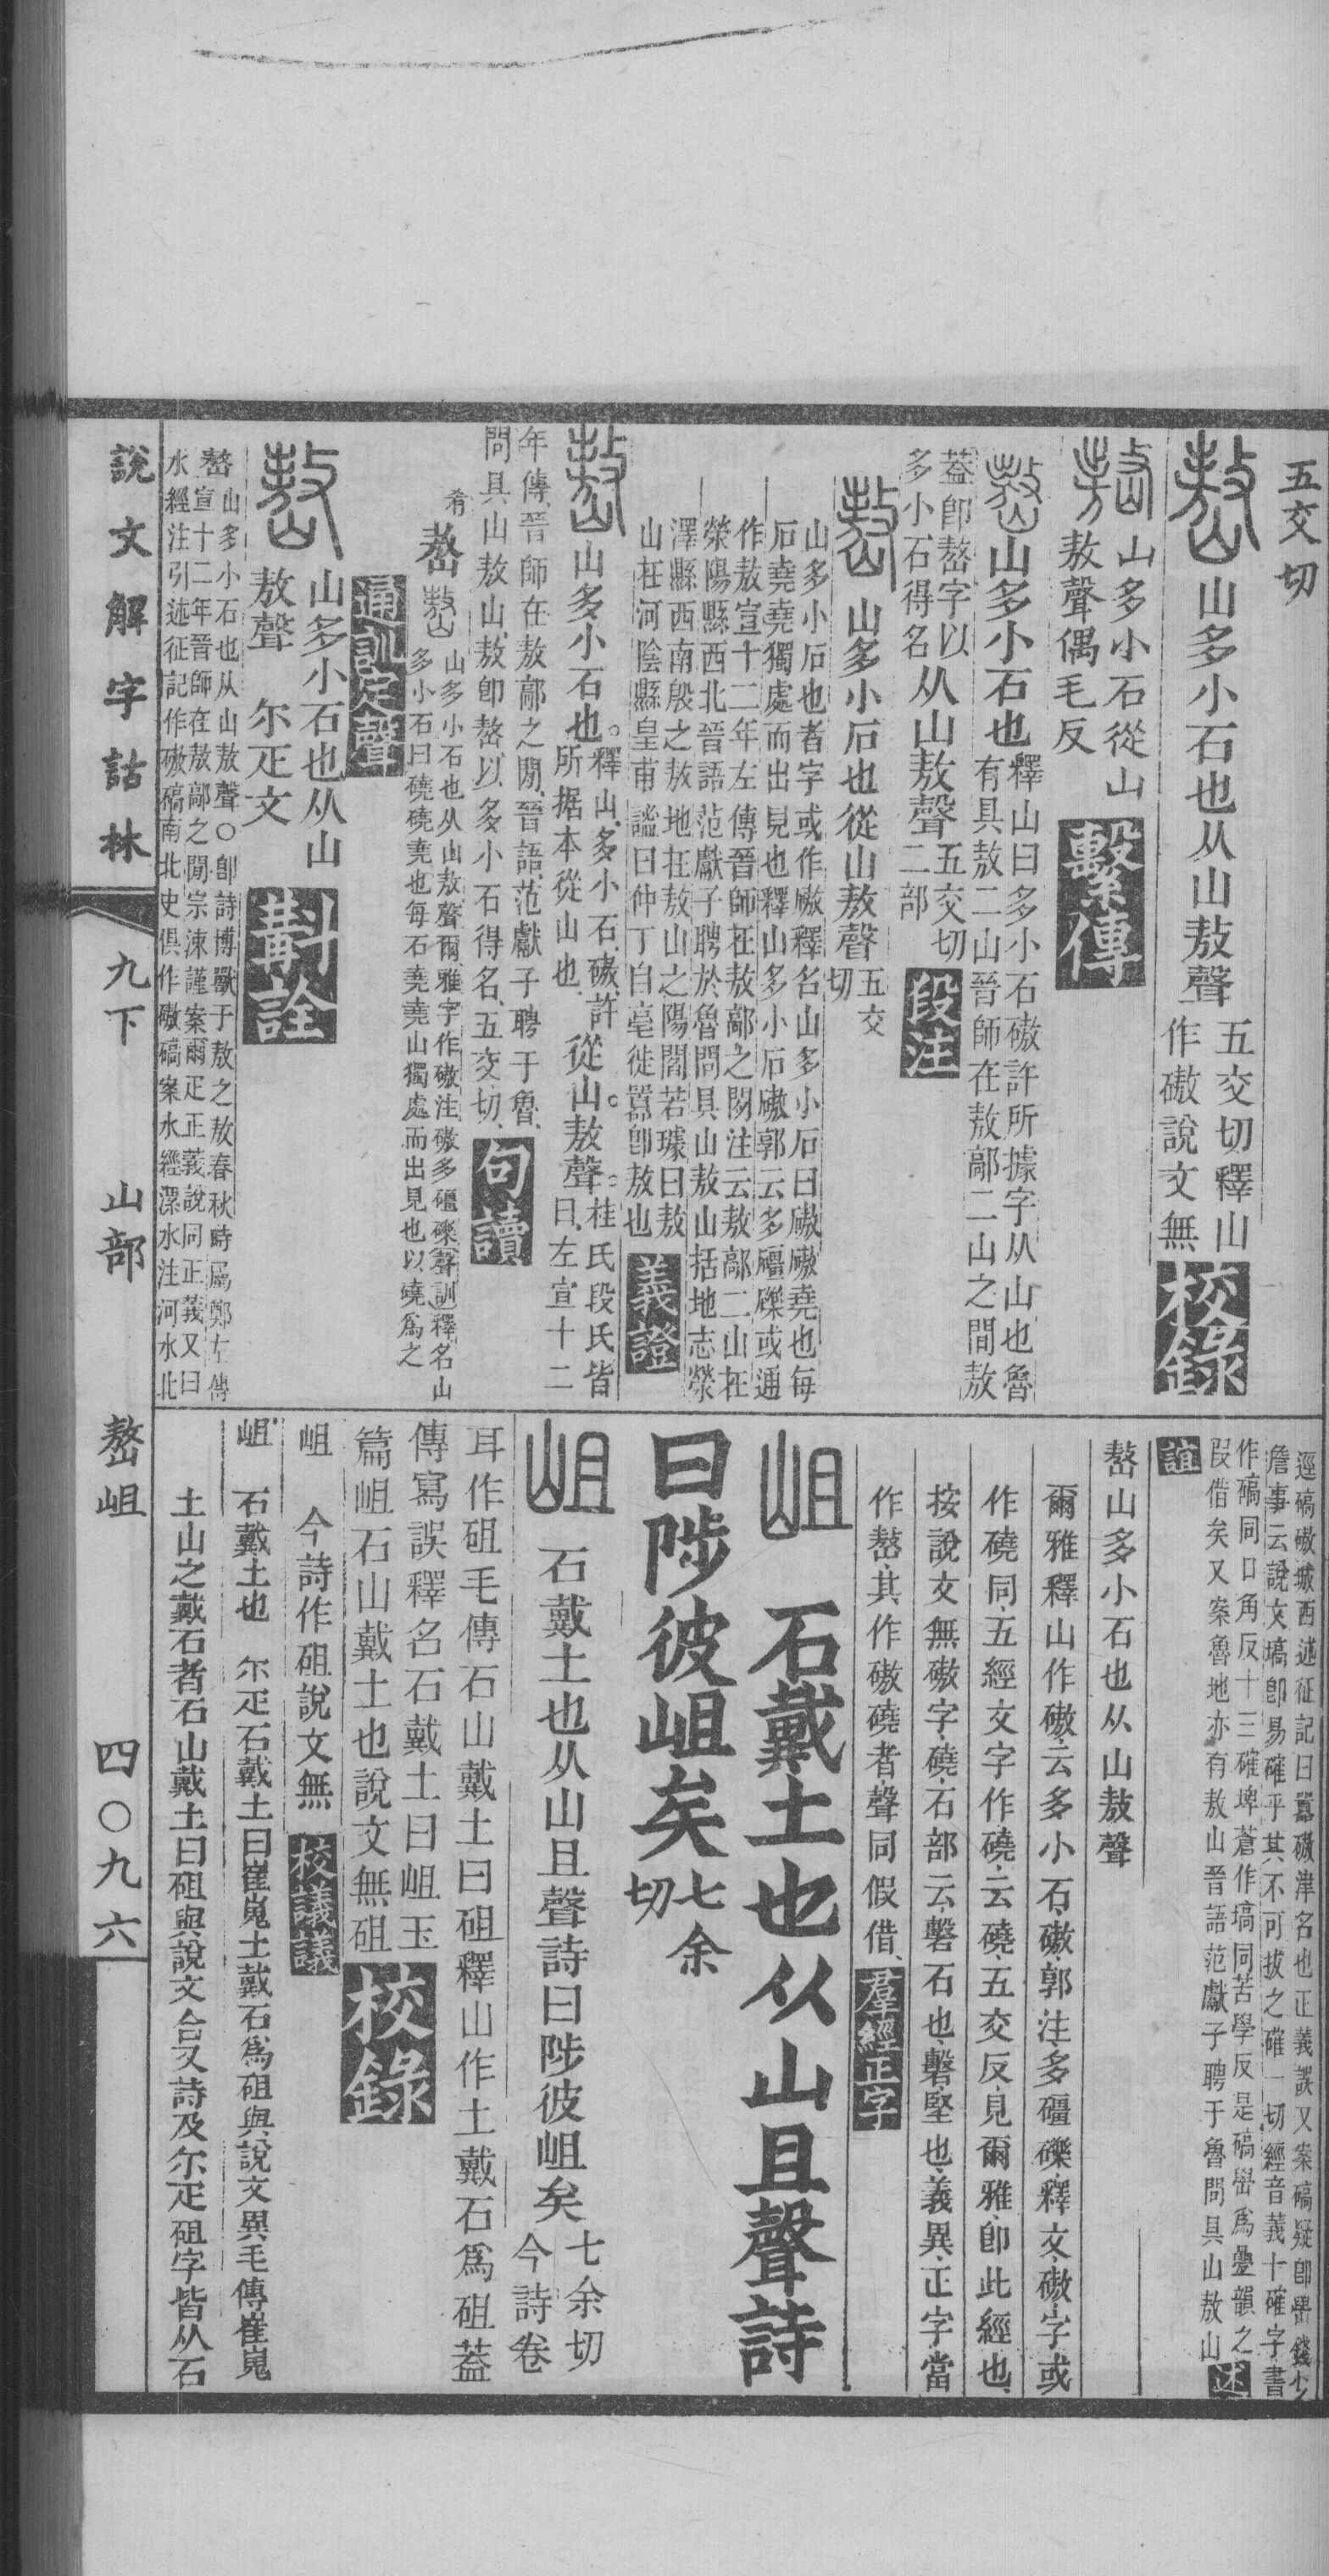 五交切
山多小石也从山敖聲
五交切釋山
作磝說文無
校錄
山多小石從山
敖聲偶毛反
繫傳
山多小石也
釋山曰多小石磝許所據字从山也魯
有具敖二山晉師在敖鄗二山之間敖
葢卽嶅字以
多小石得名
从山敖聲
五交切
二部
段注
山多小石也從山敖聲
五交
切
山多小石也者字或作磝釋名山多小石曰磝磝堯也每
石堯堯獨處而出見也釋山多小石磝郭云多礓礫或通
作敖宣十二年左傳晉師在敖鄗之閒注云敖鄗二山在
滎陽縣西北晉語范獻子聘於魯問具山敖山括地志滎
澤縣西南殷之敖地在敖山之陽閻若璩曰敖
山在河陰縣皇甫謐曰仲丁自亳徙囂卽敖也
義證
山多小石也。
釋山、多小石、磝、許
所据本從山也、
從山。敖聲。
桂氏段氏皆
曰、左宣十二
年傳、晉師在敖鄗之閒、晉語、范獻子聘于魯、
問具山敖山、敖卽嶅、以多小石得名、五交切、
句讀
肴
嶅
山多小石也从山敖聲爾雅字作磝注磝多礓礫(聲訓)釋名山
多小石曰磽磽堯也每石堯堯山獨處而出見也以磽爲之
通訓定聲
山多小石也从山
敖聲　尒疋文
斠詮
嶅
山多小石也从山敖聲○卽詩博獸于敖之敖春秋時屬鄭左傳
宣十二年晉師在敖鄗之閒宗涑謹案爾疋正義說同正義又曰
水經注引述征記作磝碻南北史俱作磝碻案水經漯水注河水北
逕碻磝城西述征記曰囂磝津名也正義誤又案碻疑卽嶨錢少
詹事云說文塙卽易確乎其不可拔之確一切經音義十確字書
作碻同口角反十三確埤蒼作塙同苦學反是碻嶨爲疊韻之
叚借矣又案魯地亦有敖山晉語范獻子聘于魯問具山敖山
述
誼
嶅山多小石也从山敖聲
爾雅釋山作磝、云多小石、磝、郭注、多礓礫、釋文、磝、字或
作磽同、五經文字作磽、云磽、五交反、見爾雅、卽此經也、
按說文無磝字、磽、石部云、磐石也、磐、堅也、義異、正字當
作嶅、其作磝磽者、聲同假借、
羣經正字
岨　石戴土也从山且聲詩
曰陟彼岨矣
七余
切
岨　石戴土也从山且聲詩曰陟彼岨矣
七余切
今詩卷
耳作砠毛傳石山戴土曰砠釋山作土戴石爲砠葢
傳寫誤釋名石戴土曰岨玉
篇岨石山戴土也說文無砠
校錄
岨　今詩作砠說文無
校議議
岨　石戴土也　尒疋石戴土曰崔嵬土戴石爲砠與說文異毛傳崔嵬
土山之戴石者石山戴土曰砠與說文合又詩及尒疋砠字皆从石
說文解字詁林
九下
山部
嶅岨
四〇九六